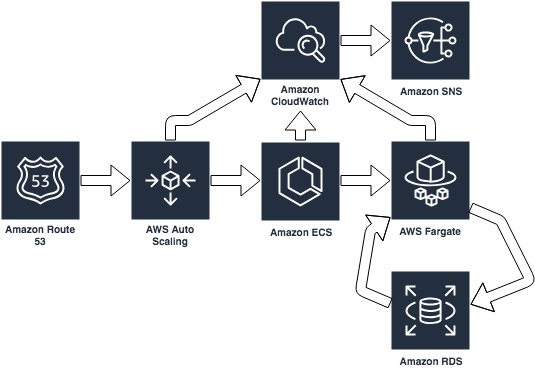 Amazon
CloudWatch
Amazon SNS
53
Amazon Route
53
AWS Auto
Scaling
Amazon ECS
AWS Fargate
Amazon RDS